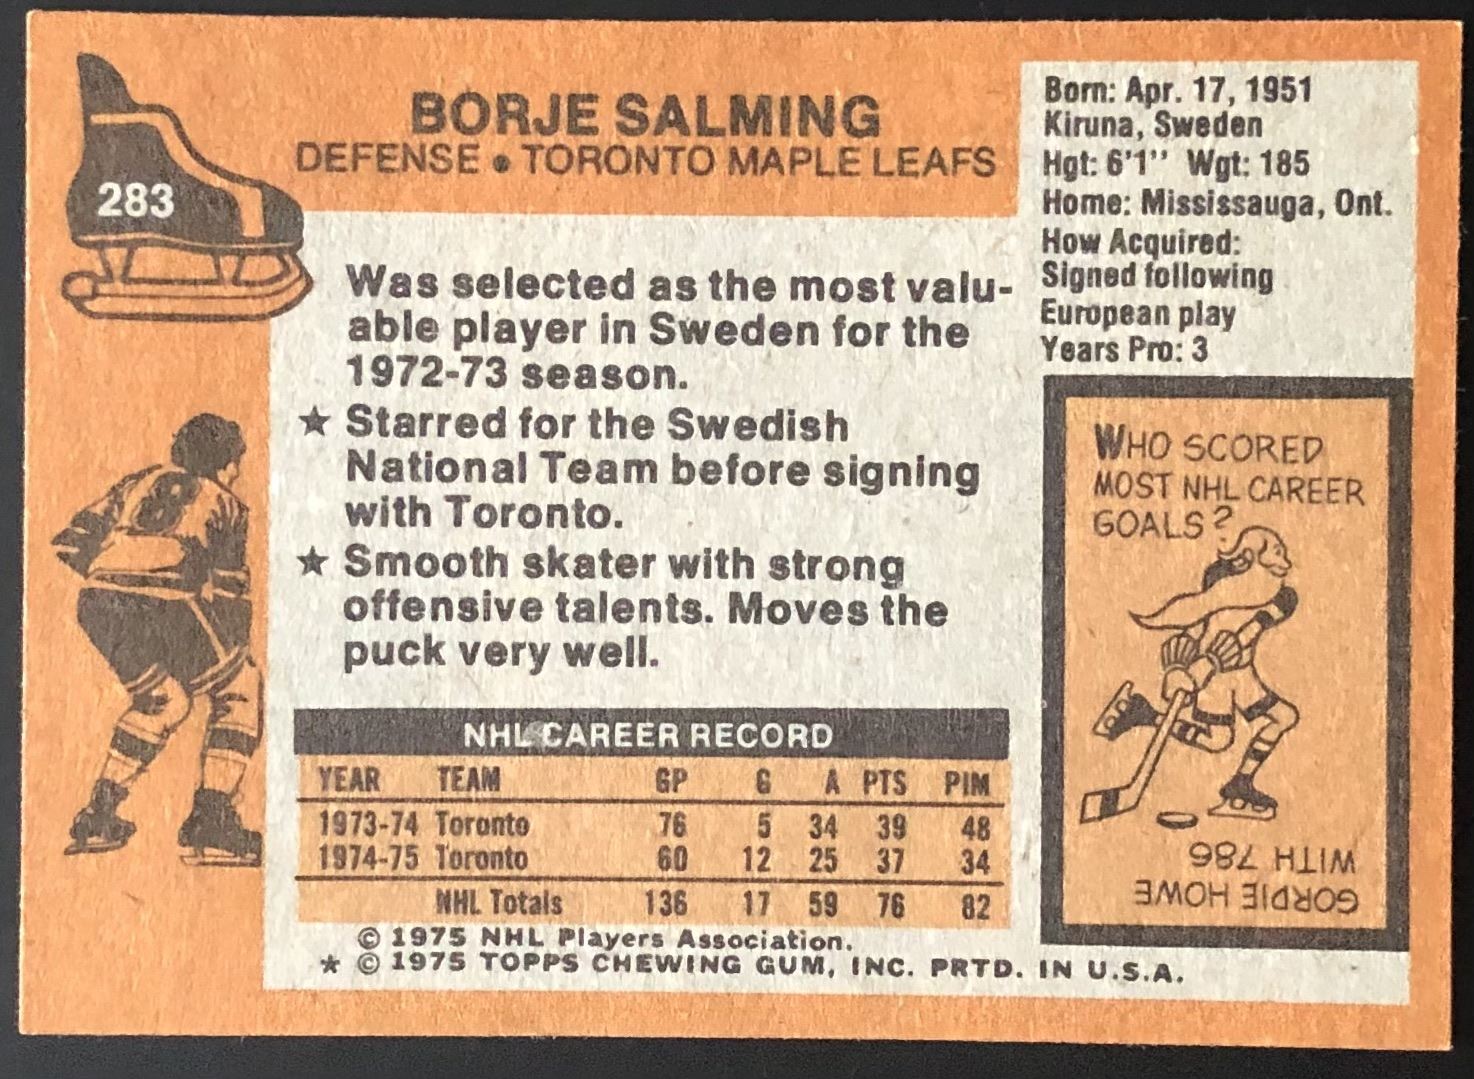 283
BORJE SALMING
DEFENSE • TORONTO MAPLE LEAFS
Born: Apr. 17, 1951
Kiruna, Sweden
Hgt: 6'1" Wgt: 185
Home: Mississauga, Ont.
How Acquired:
Signed following
European play
Years Pro: 3
Was selected as the most valu-
able player in Sweden for the
1972-73 season.
★ Starred for the Swedish
National Team before signing
with Toronto.
★ Smooth skater with strong
offensive talents. Moves the
puck very well.
8
NHL CAREER RECORD
YEAR TEAM GP G A PTS PIM
1973-74 Toronto 76 5 34 39 48
1974-75 Toronto 60 12 25 37 34
NHL Totals 136 17 59 76 82
© 1975 NHL Players Association.
★ © 1975 TOPPS CHEWING GUM, INC. PRTD. IN U.S.A.
WHO SCORED
MOST NHL CAREER
GOALS?
GORDIE HOWE
WITH 786